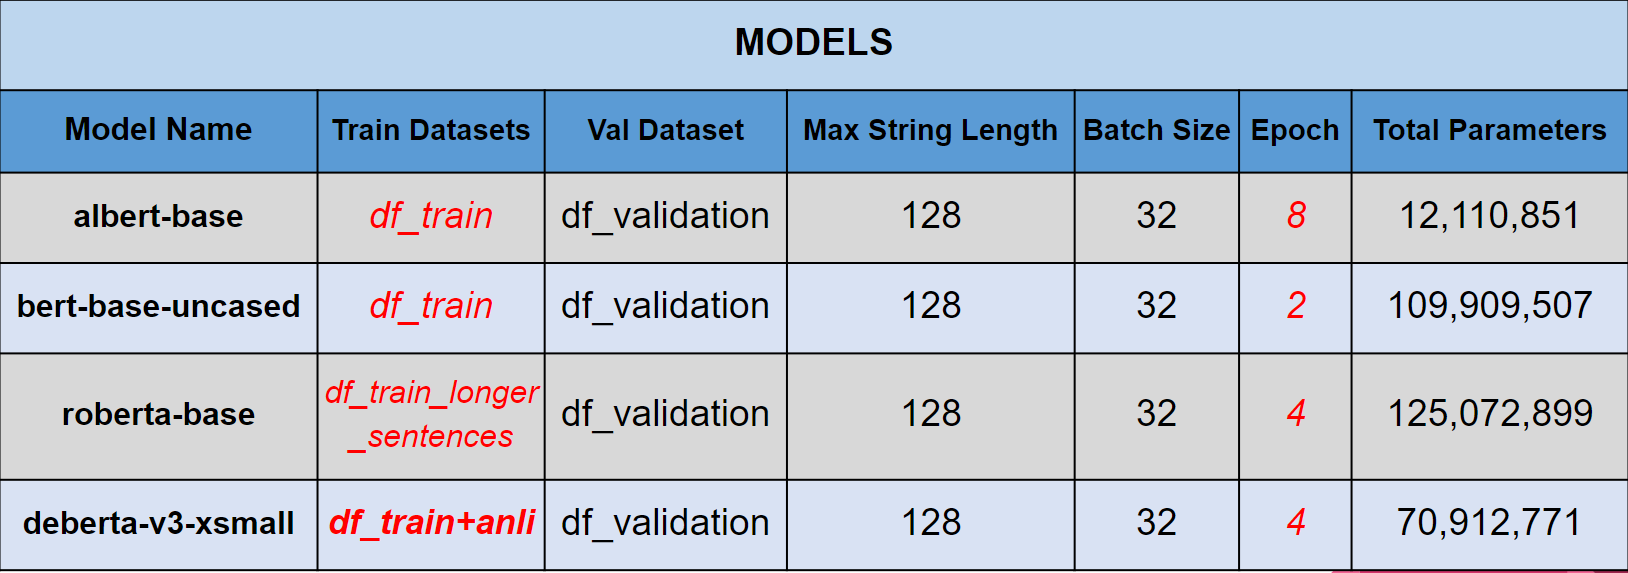 MODELS
Model Name Train Datasets Val Dataset Max String Length Batch Size Epoch Total Parameters
albert-base df_train df_validation 128 32 8 12,110,851
bert-base-uncased df_train df_validation 128 32 2 109,909,507
roberta-base df_train_longer _sentences df_validation 128 32 4 125,072,899
deberta-v3-xsmall df_train+anli df_validation 128 32 4 70,912,771